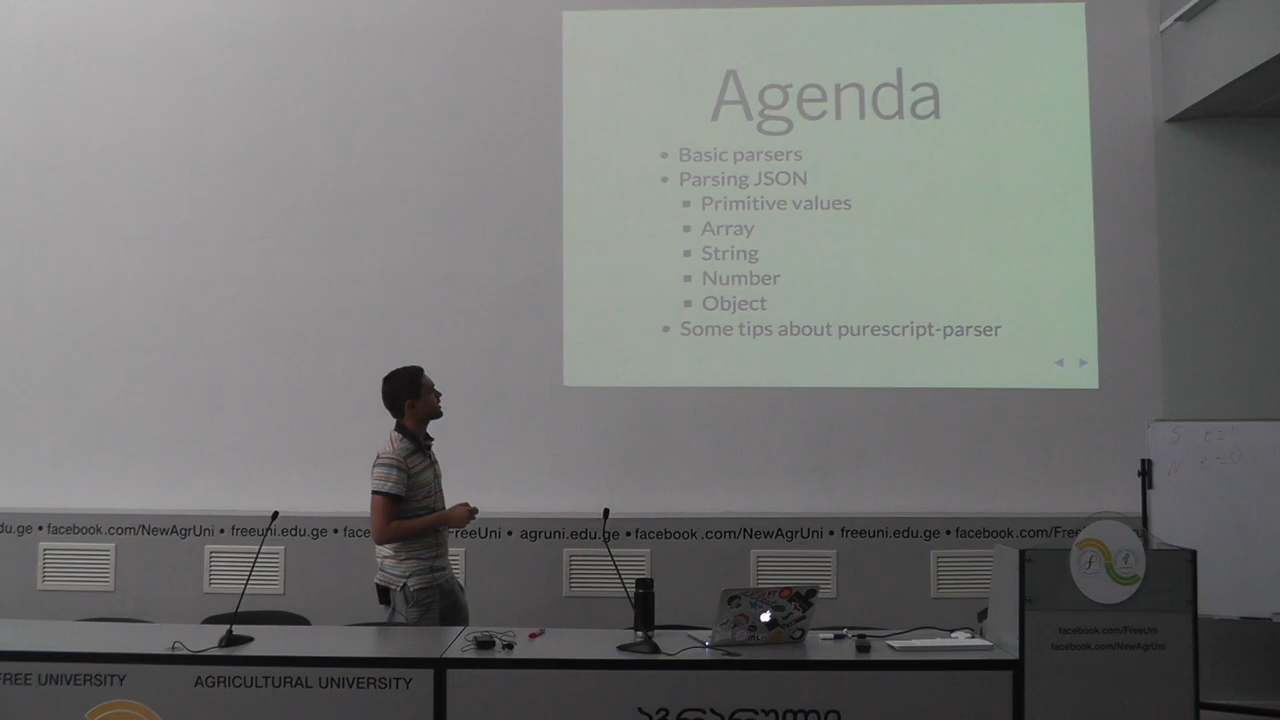 Agenda
• Basic parsers
• Parsing JSON
▪ Primitive values
▪ Array
▪ String
▪ Number
▪ Object
• Some tips about purescript-parser
du.ge • facebook.com/NewAgrUni • freeuni.edu.ge • face FreeUni • agruni.edu.ge • facebook.com/NewAgrUni • freeuni.edu.ge • facebook.com/Free
facebook.com/FreeUni
facebook.com/NewAgrUni
FREE UNIVERSITY
AGRICULTURAL UNIVERSITY